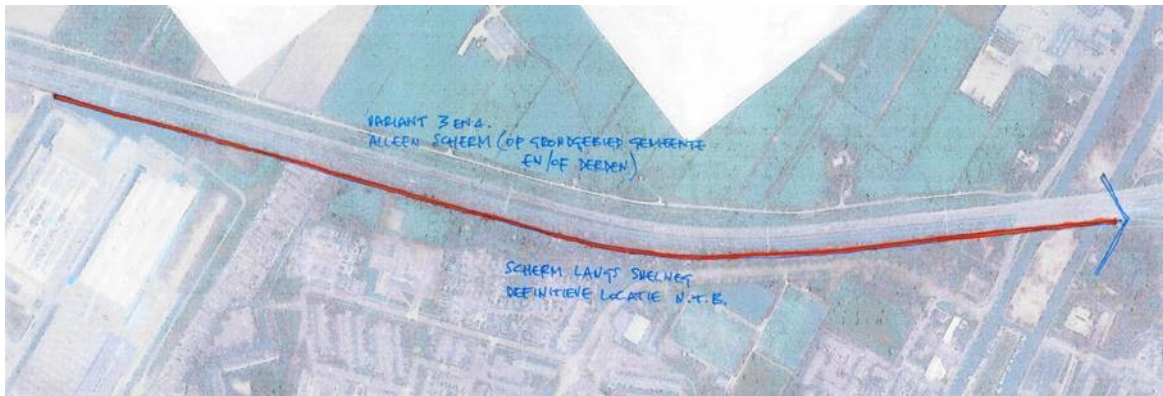 VARIANT 3 EN 4.
ALLEEN SCHERM (OP GRONDGEBIED GEMEENTE
EN/OF DERDEN)
SCHERM LANGS SNELWEG
DEFINITIEVE LOCATIE N.T.B.